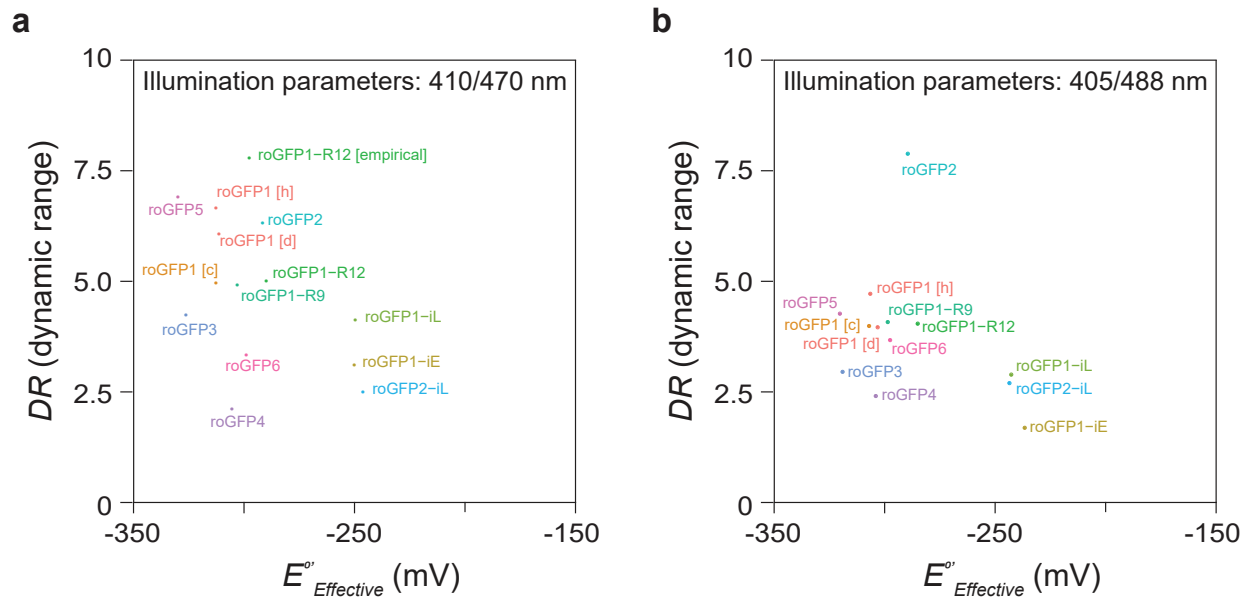 a
Illumination parameters: 410/470 nm
DR (dynamic range)
10
7.5
5.0
2.5
0
roGFP1−R12 [empirical]
roGFP1 [h]
roGFP5
roGFP2
roGFP1 [d]
roGFP1 [c]
roGFP1−R12
roGFP1−R9
roGFP3
roGFP1−iL
roGFP6
roGFP1−iE
roGFP2−iL
roGFP4
-350
-250
-150
E°'Effective (mV)
b
Illumination parameters: 405/488 nm
DR (dynamic range)
10
7.5
5.0
2.5
0
roGFP2
roGFP1 [h]
roGFP5
roGFP1−R9
roGFP1 [c]
roGFP1−R12
roGFP1 [d]
roGFP6
roGFP3
roGFP1−iL
roGFP2−iL
roGFP4
roGFP1−iE
-350
-250
-150
E°'Effective (mV)